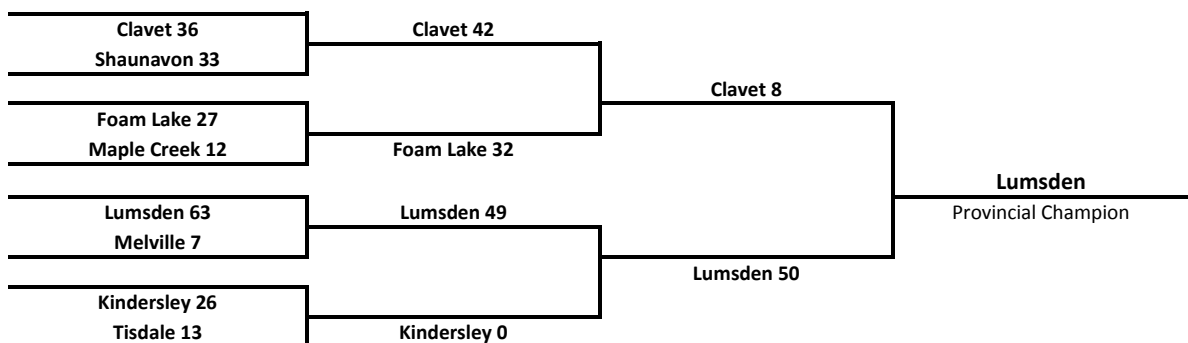 Clavet 36
Shaunavon 33
Foam Lake 27
Maple Creek 12
Lumsden 63
Melville 7
Kindersley 26
Tisdale 13
Clavet 42
Foam Lake 32
Lumsden 49
Kindersley 0
Clavet 8
Lumsden 50
Lumsden
Provincial Champion